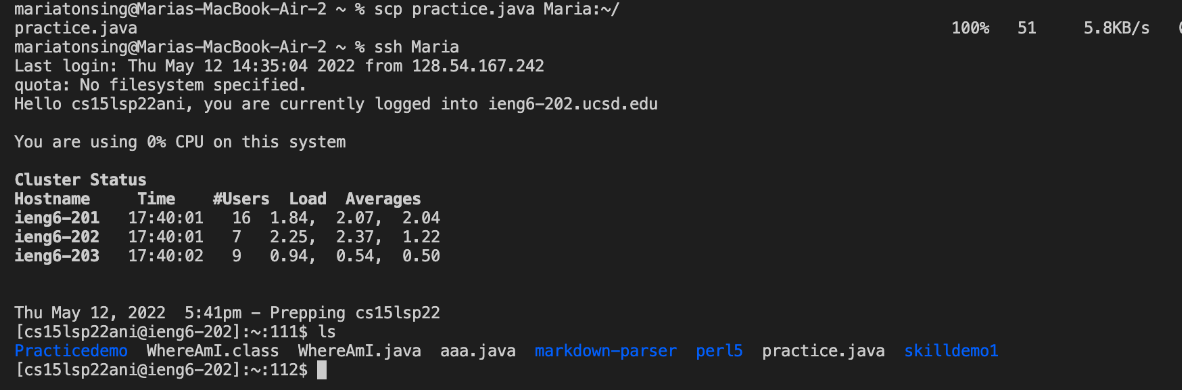 mariatonsing@Marias-MacBook-Air-2 ~ % scp practice.java Maria:~/
practice.java 100% 51 5.8KB/s
mariatonsing@Marias-MacBook-Air-2 ~ % ssh Maria
Last login: Thu May 12 14:35:04 2022 from 128.54.167.242
quota: No filesystem specified.
Hello cs15lsp22ani, you are currently logged into ieng6-202.ucsd.edu
You are using 0% CPU on this system
Cluster Status
Hostname Time #Users Load Averages
ieng6-201 17:40:01 16 1.84, 2.07, 2.04
ieng6-202 17:40:01 7 2.25, 2.37, 1.22
ieng6-203 17:40:02 9 0.94, 0.54, 0.50
Thu May 12, 2022 5:41pm - Prepping cs15lsp22
[cs15lsp22ani@ieng6-202]:~:111$ ls
Practicedemo WhereAmI.class WhereAmI.java aaa.java markdown-parser perl5 practice.java skilldemo1
[cs15lsp22ani@ieng6-202]:~:112$